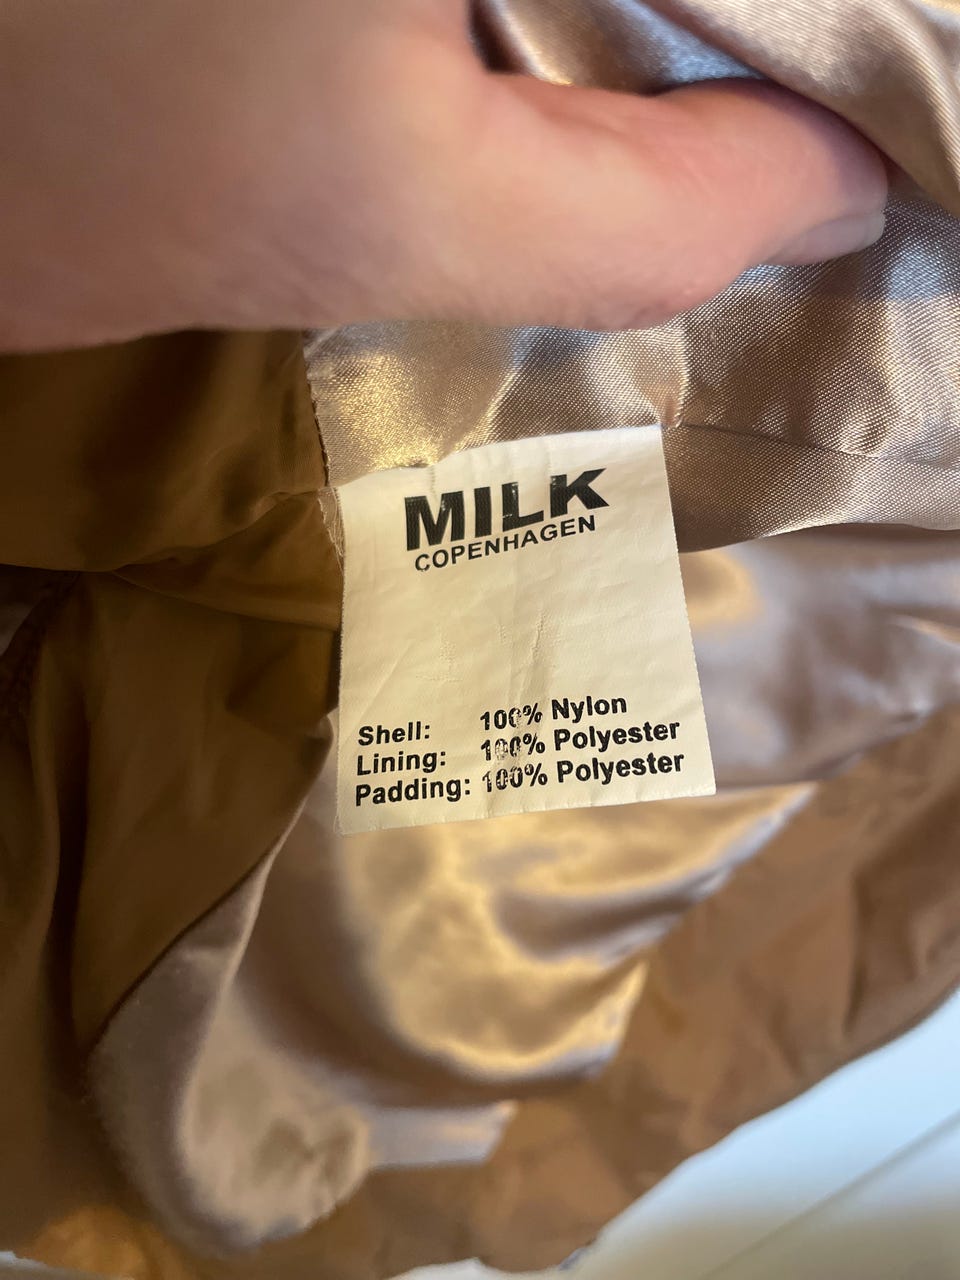 MILK
COPENHAGEN
Shell: 100% Nylon
Lining: 100% Polyester
Padding: 100% Polyester